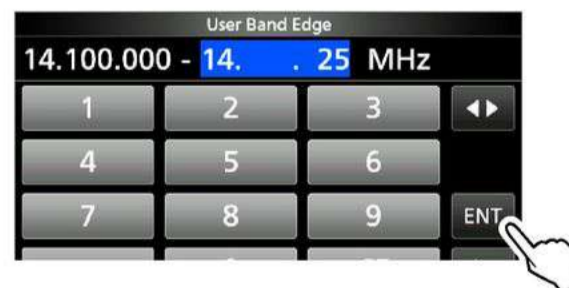 User Band Edge
14.100.000 - 14. . 25 MHz
1 2 3 ◀▶
4 5 6
7 8 9 ENT